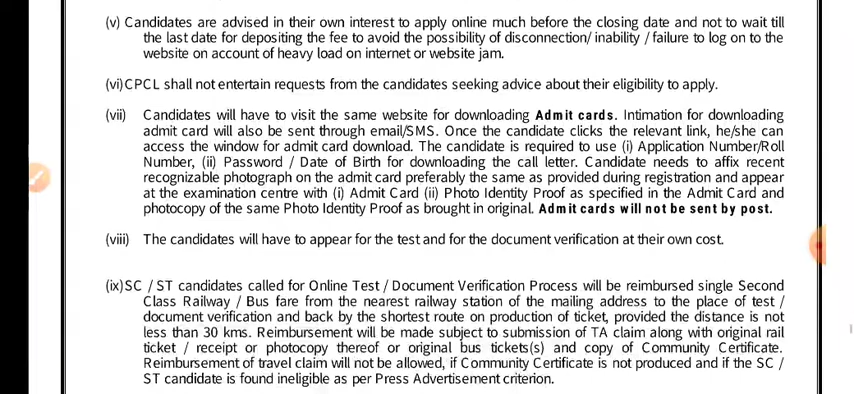 (v) Candidates are advised in their own interest to apply online much before the closing date and not to wait till
the last date for depositing the fee to avoid the possibility of disconnection/ inability / failure to log on to the
website on account of heavy load on internet or website jam.
(vi)CPCL shall not entertain requests from the candidates seeking advice about their eligibility to apply.
(vii) Candidates will have to visit the same website for downloading Admit cards. Intimation for downloading
admit card will also be sent through email/SMS. Once the candidate clicks the relevant link, he/she can
access the window for admit card download. The candidate is required to use (i) Application Number/Roll
Number, (ii) Password / Date of Birth for downloading the call letter. Candidate needs to affix recent
recognizable photograph on the admit card preferably the same as provided during registration and appear
at the examination centre with (i) Admit Card (ii) Photo Identity Proof as specified in the Admit Card and
photocopy of the same Photo Identity Proof as brought in original. Admit cards will not be sent by post.
(viii) The candidates will have to appear for the test and for the document verification at their own cost.
(ix)SC / ST candidates called for Online Test / Document Verification Process will be reimbursed single Second
Class Railway / Bus fare from the nearest railway station of the mailing address to the place of test /
document verification and back by the shortest route on production of ticket, provided the distance is not
less than 30 kms. Reimbursement will be made subject to submission of TA claim along with original rail
ticket / receipt or photocopy thereof or original bus tickets(s) and copy of Community Certificate.
Reimbursement of travel claim will not be allowed, if Community Certificate is not produced and if the SC /
ST candidate is found ineligible as per Press Advertisement criterion.